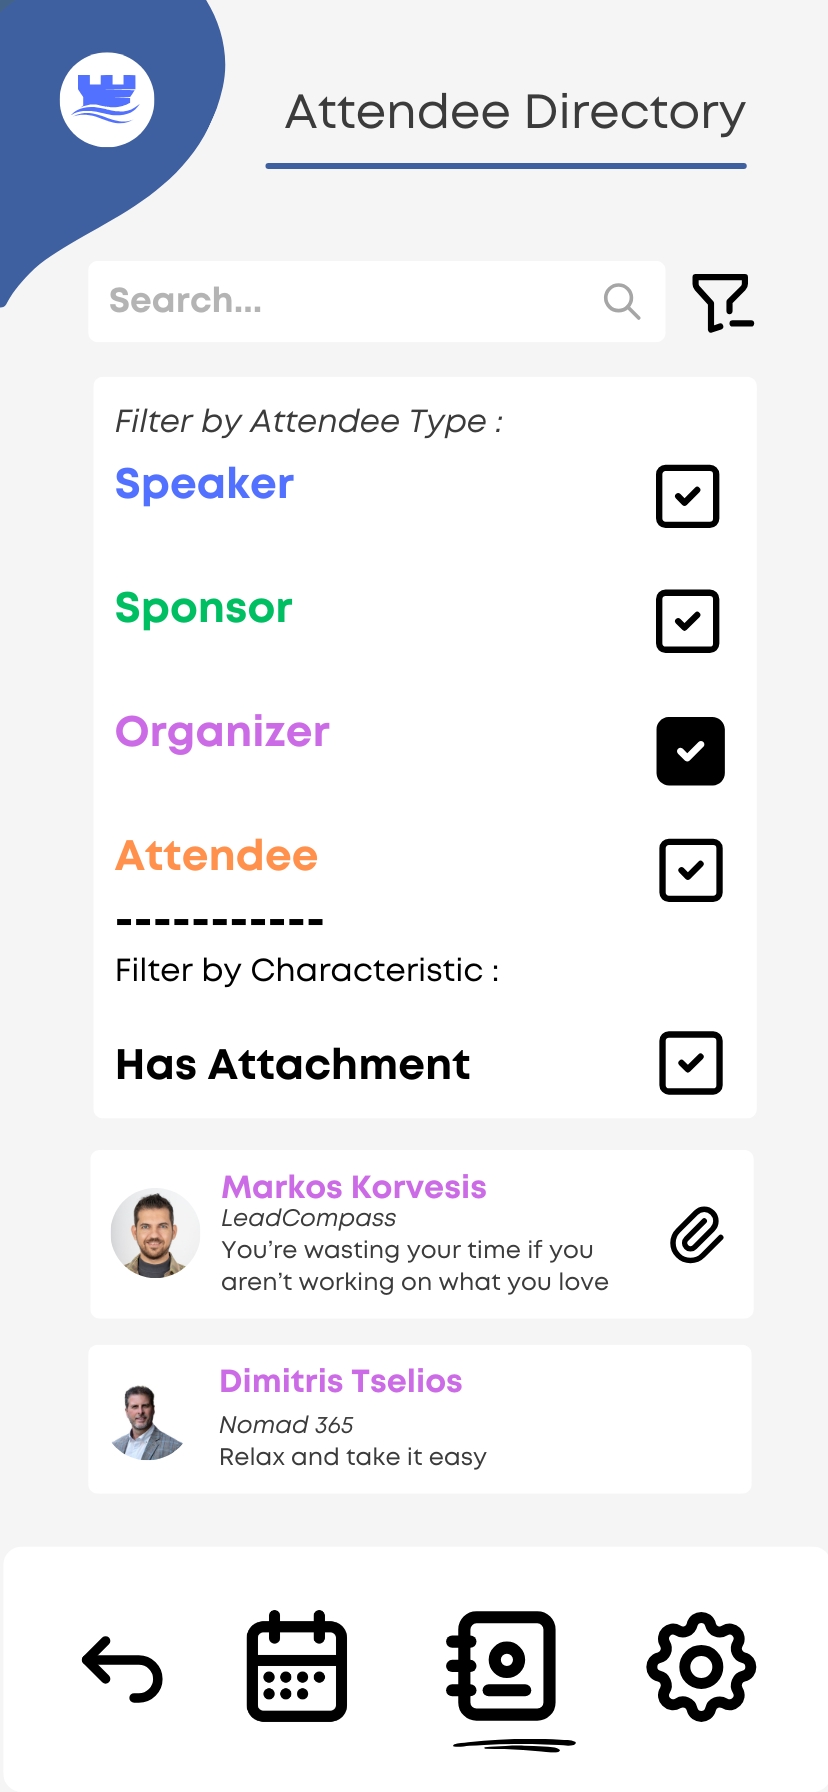 Attendee Directory
Search...
Filter by Attendee Type :
Speaker
Sponsor
Organizer
Attendee
-----------
Filter by Characteristic :
Has Attachment
Markos Korvesis
LeadCompass
You’re wasting your time if you
aren’t working on what you love
Dimitris Tselios
Nomad 365
Relax and take it easy